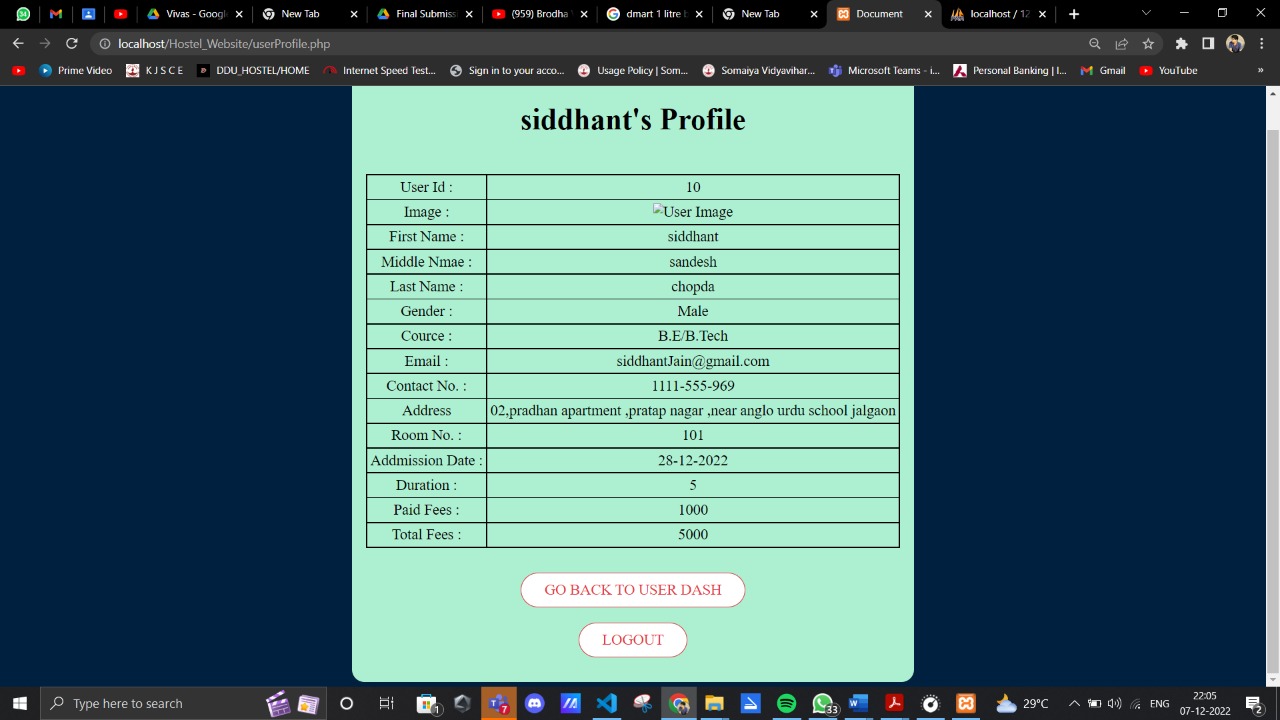 Vivas - Google
New Tab
Final Submiss
(959) Brodha V
dmart 1 litre b
New Tab
Document
localhost / 12
localhost/Hostel_Website/userProfile.php
Prime Video
K J S C E
DDU_HOSTEL/HOME
Internet Speed Test...
Sign in to your acco...
Usage Policy | Som...
Somaiya Vidyavihar...
Microsoft Teams - i...
Personal Banking | I...
Gmail
YouTube
»
siddhant's Profile
User Id : 10
Image : User Image
First Name : siddhant
Middle Nmae : sandesh
Last Name : chopda
Gender : Male
Cource : B.E/B.Tech
Email : siddhantJain@gmail.com
Contact No. : 1111-555-969
Address 02,pradhan apartment ,pratap nagar ,near anglo urdu school jalgaon
Room No. : 101
Addmission Date : 28-12-2022
Duration : 5
Paid Fees : 1000
Total Fees : 5000
GO BACK TO USER DASH
LOGOUT
Type here to search
1
7
33
29°C
ENG
22:05
07-12-2022
2